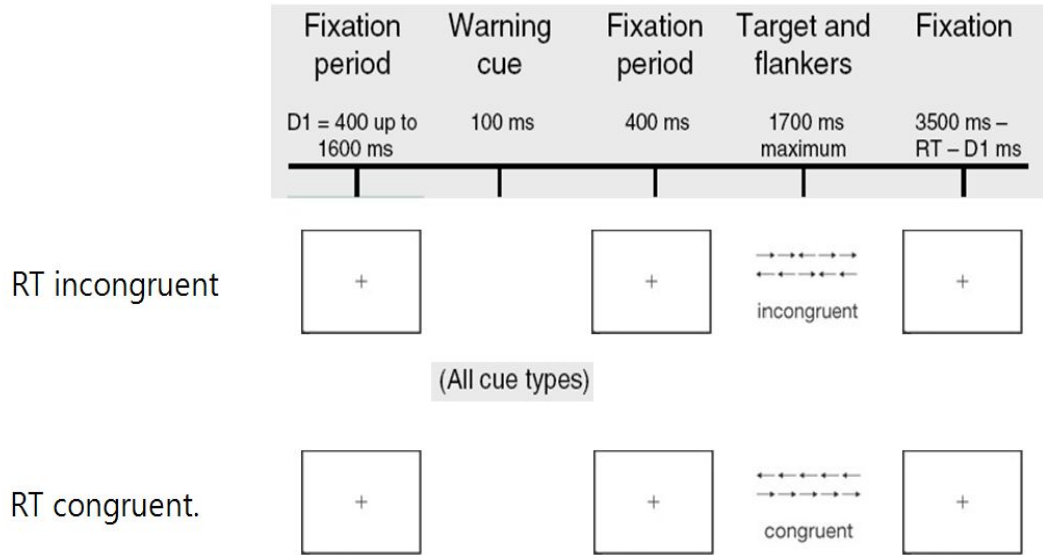 Fixation period
Warning cue
Fixation period
Target and flankers
Fixation
D1 = 400 up to 1600 ms
100 ms
400 ms
1700 ms maximum
3500 ms – RT – D1 ms
RT incongruent
incongruent
(All cue types)
RT congruent.
congruent